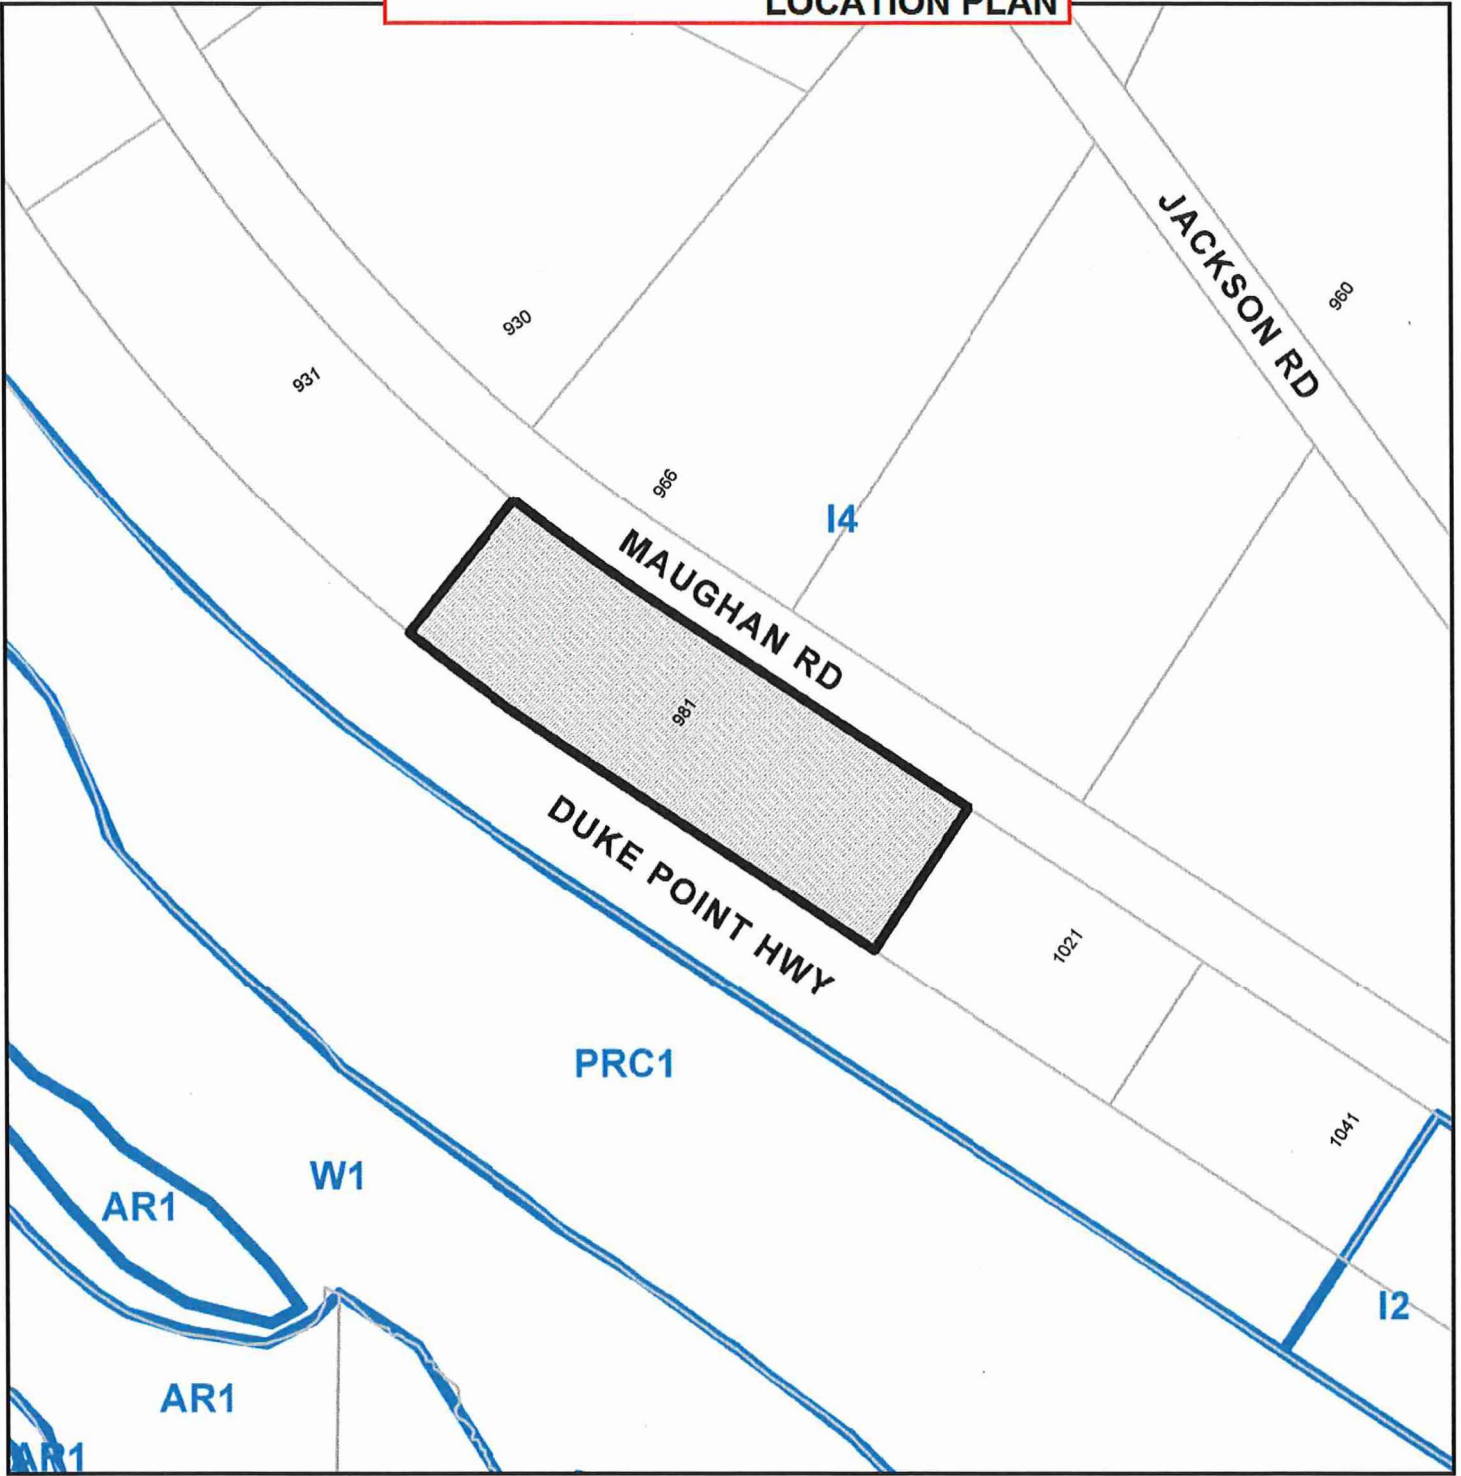 LOCATION PLAN
JACKSON RD
960
930
931
966
I4
MAUGHAN RD
981
DUKE POINT HWY
1021
PRC1
1041
W1
AR1
I2
AR1
AR1